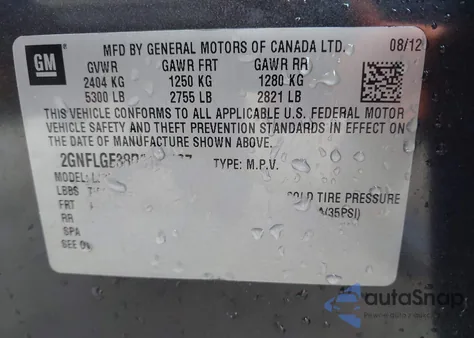 GM
MFD BY GENERAL MOTORS OF CANADA LTD. 08/12
GVWR GAWR FRT GAWR RR
2404 KG 1250 KG 1280 KG
5300 LB 2755 LB 2821 LB
THIS VEHICLE CONFORMS TO ALL APPLICABLE U.S. FEDERAL MOTOR
VEHICLE SAFETY AND THEFT PREVENTION STANDARDS IN EFFECT ON
THE DATE OF MANUFACTURE SHOWN ABOVE.
TYPE: M.P.V.
MODEL:
LBBS COLD TIRE PRESSURE
FRT (35PSI)
RR
SPA
SEE
autoSnap